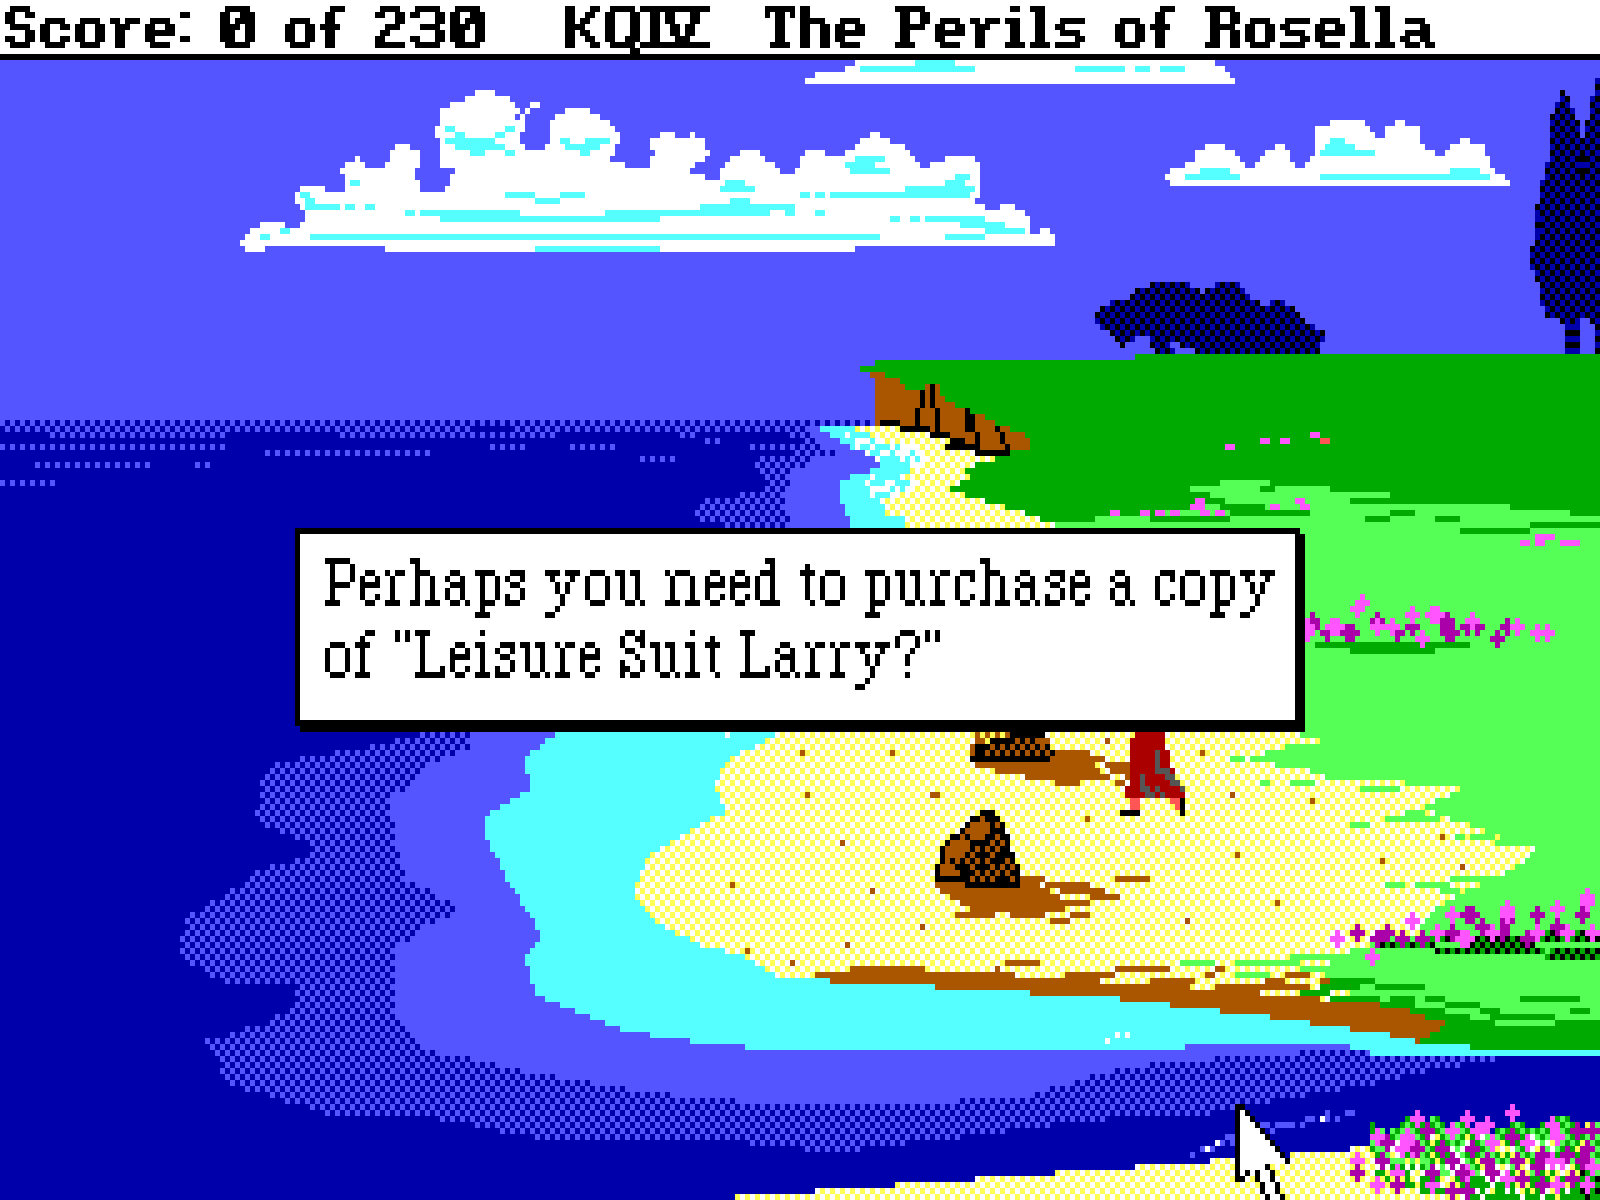 Score: 0 of 230 KQIV The Perils of Rosella
Perhaps you need to purchase a copy
of "Leisure Suit Larry?"